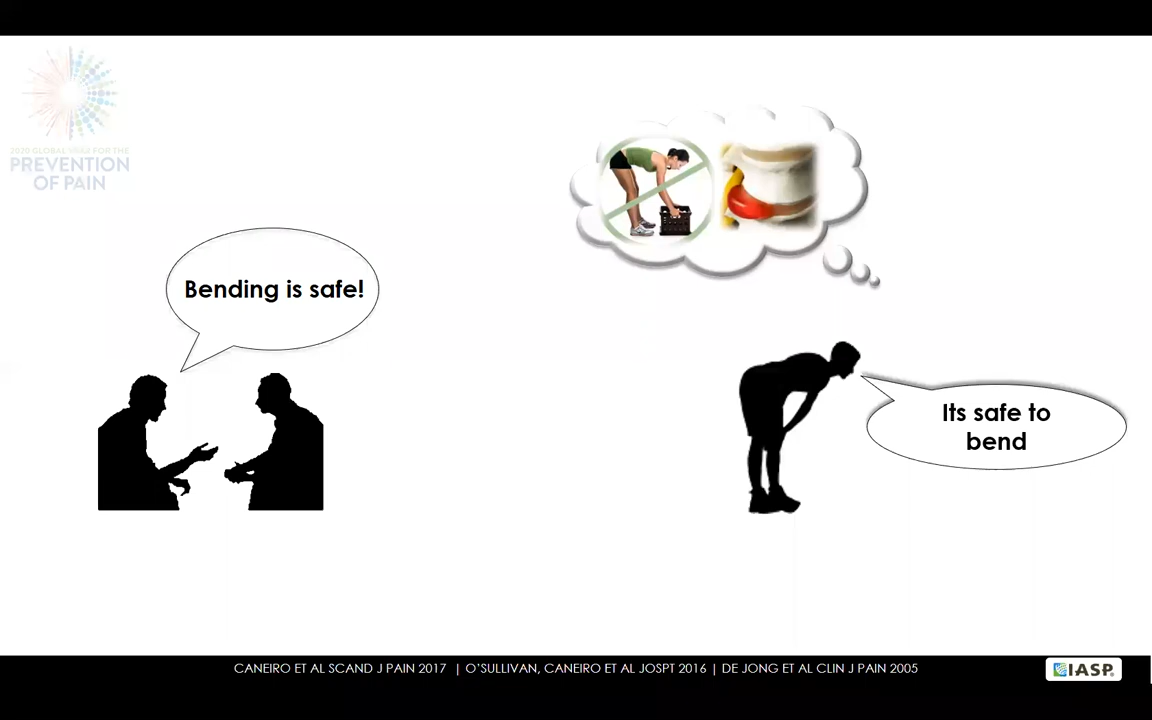 2020 GLOBAL YEAR FOR THE
PREVENTION
OF PAIN
Bending is safe!
Its safe to
bend
CANEIRO ET AL SCAND J PAIN 2017 | O'SULLIVAN, CANEIRO ET AL JOSPT 2016 | DE JONG ET AL CLIN J PAIN 2005
IASP